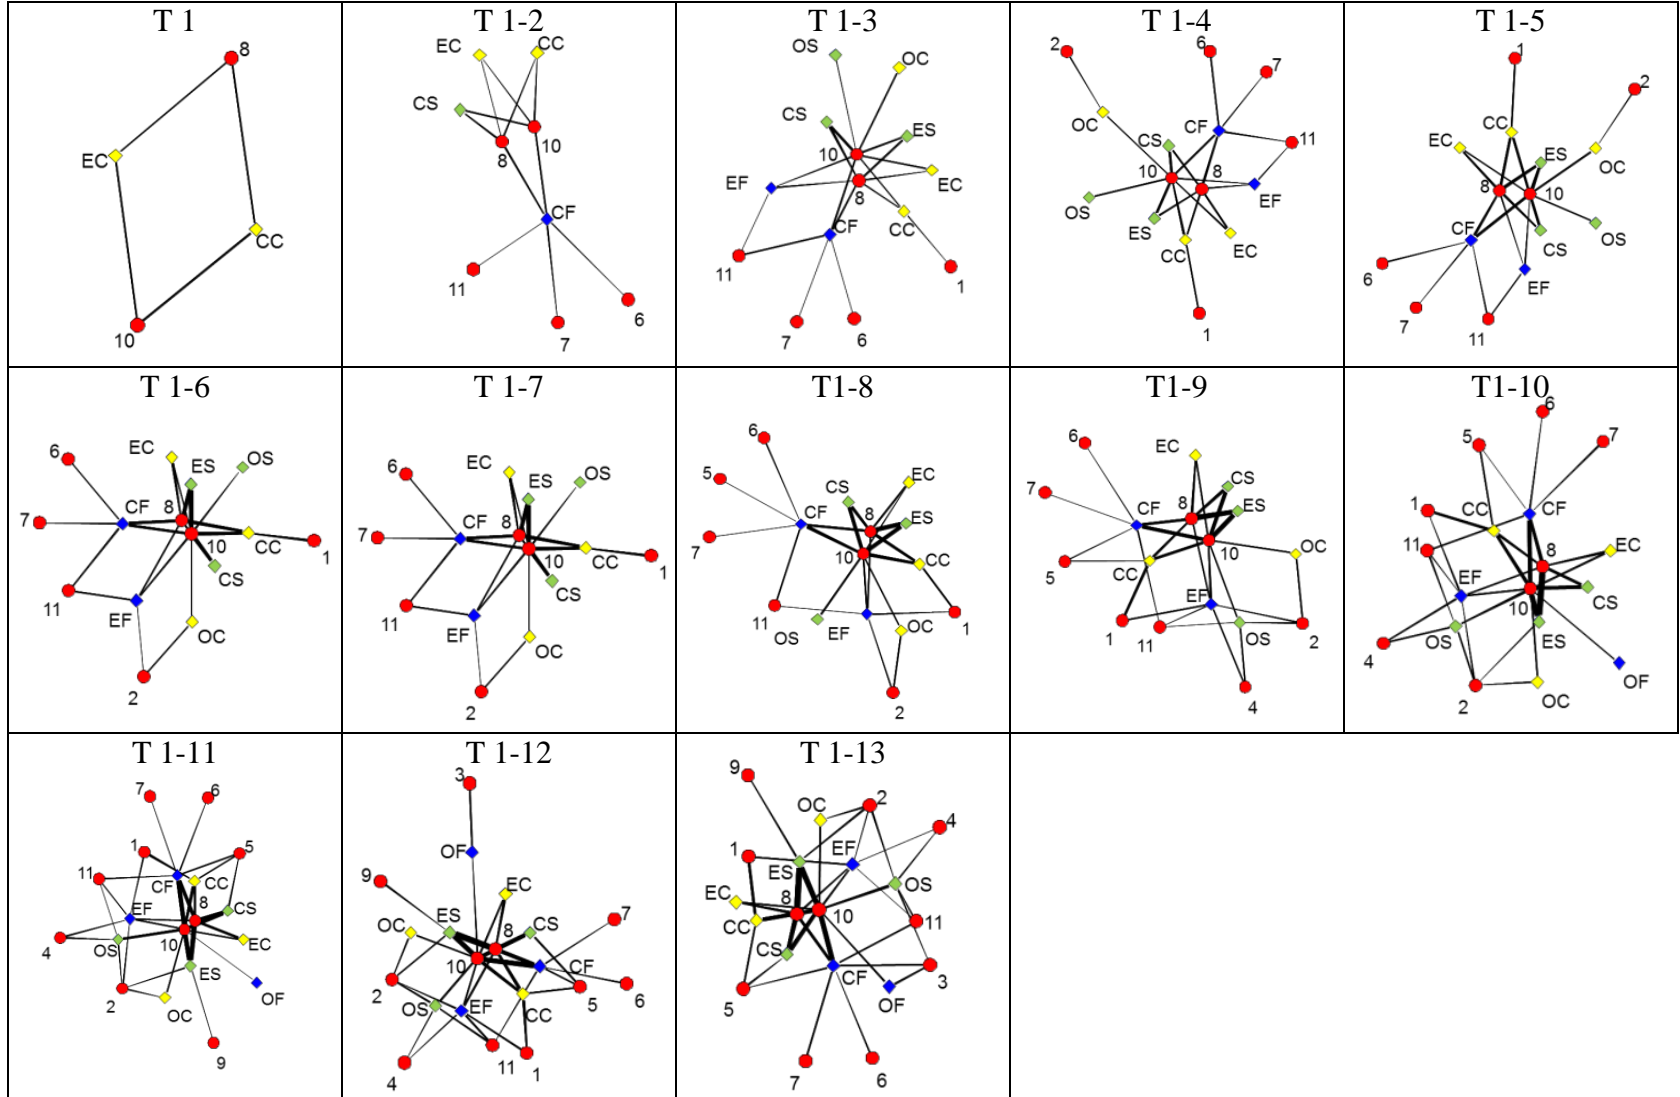 T 1
8
EC
CC
10
T 1-2
EC
CC
CS
8
10
CF
11
7
6
T 1-3
OS
OC
CS
ES
10
EF
8
EC
CF
CC
11
1
7
6
T 1-4
2
6
7
OC
CF
11
CS
10
8
OS
EF
ES
CC
EC
1
T 1-5
1
2
CC
EC
ES
OC
8
10
CF
CS
OS
6
EF
7
11
T 1-6
6
EC
ES
OS
CF
8
7
10
CC
1
CS
11
EF
OC
2
T 1-7
6
EC
ES
OS
CF
8
7
10
CC
1
CS
11
EF
OC
2
T1-8
6
5
EC
CS
CF
8
ES
7
10
CC
11
OS
EF
OC
1
2
T1-9
6
EC
CS
7
8
ES
CF
10
OC
5
CC
EF
1
11
OS
2
4
T1-10
6
5
7
1
CC
CF
11
8
EC
EF
10
CS
4
OS
ES
OF
2
OC
T 1-11
7
6
1
5
11
CF
CC
EF
8
CS
4
OS
10
EC
ES
OF
2
OC
9
T 1-12
3
OF
9
EC
OC
ES
8
CS
7
10
CF
2
6
OS
EF
5
CC
4
11
1
T 1-13
9
OC
2
4
1
EF
ES
OS
EC
8
10
11
CC
CS
CF
3
5
OF
7
6